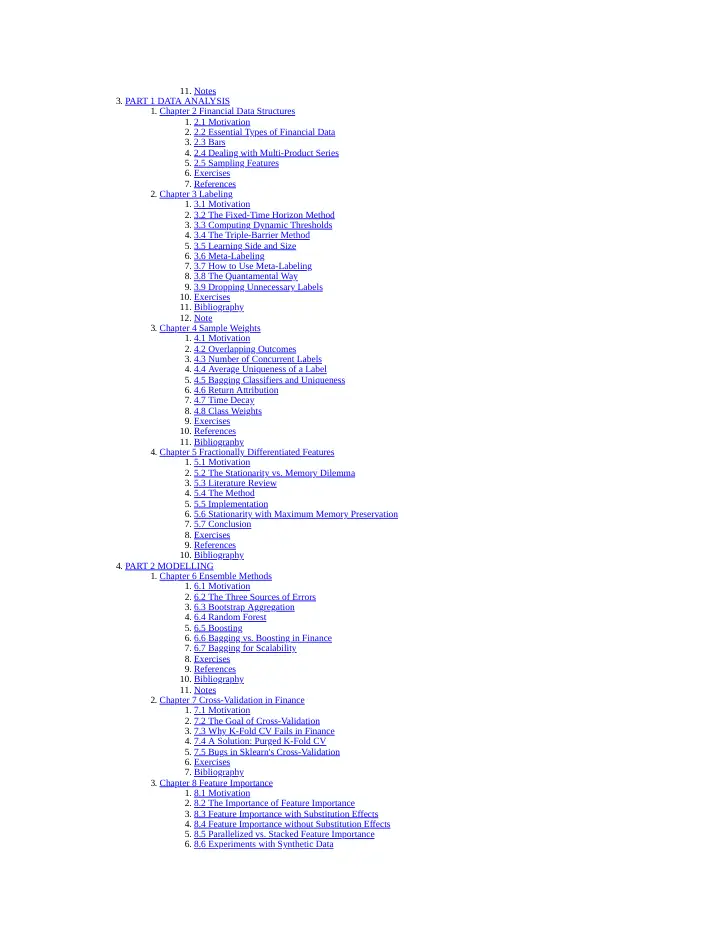 11. Notes
3. PART 1 DATA ANALYSIS
1. Chapter 2 Financial Data Structures
1. 2.1 Motivation
2. 2.2 Essential Types of Financial Data
3. 2.3 Bars
4. 2.4 Dealing with Multi-Product Series
5. 2.5 Sampling Features
6. Exercises
7. References
2. Chapter 3 Labeling
1. 3.1 Motivation
2. 3.2 The Fixed-Time Horizon Method
3. 3.3 Computing Dynamic Thresholds
4. 3.4 The Triple-Barrier Method
5. 3.5 Learning Side and Size
6. 3.6 Meta-Labeling
7. 3.7 How to Use Meta-Labeling
8. 3.8 The Quantamental Way
9. 3.9 Dropping Unnecessary Labels
10. Exercises
11. Bibliography
12. Note
3. Chapter 4 Sample Weights
1. 4.1 Motivation
2. 4.2 Overlapping Outcomes
3. 4.3 Number of Concurrent Labels
4. 4.4 Average Uniqueness of a Label
5. 4.5 Bagging Classifiers and Uniqueness
6. 4.6 Return Attribution
7. 4.7 Time Decay
8. 4.8 Class Weights
9. Exercises
10. References
11. Bibliography
4. Chapter 5 Fractionally Differentiated Features
1. 5.1 Motivation
2. 5.2 The Stationarity vs. Memory Dilemma
3. 5.3 Literature Review
4. 5.4 The Method
5. 5.5 Implementation
6. 5.6 Stationarity with Maximum Memory Preservation
7. 5.7 Conclusion
8. Exercises
9. References
10. Bibliography
4. PART 2 MODELLING
1. Chapter 6 Ensemble Methods
1. 6.1 Motivation
2. 6.2 The Three Sources of Errors
3. 6.3 Bootstrap Aggregation
4. 6.4 Random Forest
5. 6.5 Boosting
6. 6.6 Bagging vs. Boosting in Finance
7. 6.7 Bagging for Scalability
8. Exercises
9. References
10. Bibliography
11. Notes
2. Chapter 7 Cross-Validation in Finance
1. 7.1 Motivation
2. 7.2 The Goal of Cross-Validation
3. 7.3 Why K-Fold CV Fails in Finance
4. 7.4 A Solution: Purged K-Fold CV
5. 7.5 Bugs in Sklearn's Cross-Validation
6. Exercises
7. Bibliography
3. Chapter 8 Feature Importance
1. 8.1 Motivation
2. 8.2 The Importance of Feature Importance
3. 8.3 Feature Importance with Substitution Effects
4. 8.4 Feature Importance without Substitution Effects
5. 8.5 Parallelized vs. Stacked Feature Importance
6. 8.6 Experiments with Synthetic Data